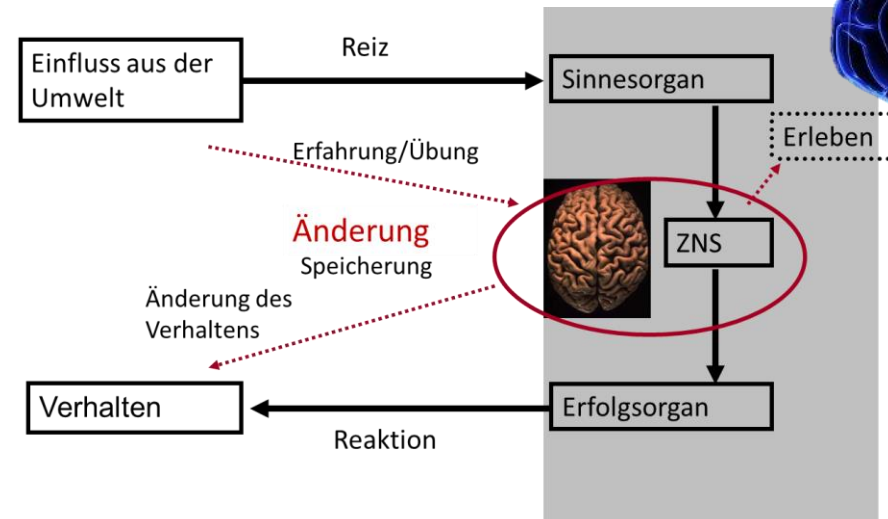 Reiz
Einfluss aus der
Umwelt
Sinnesorgan
Erleben
Erfahrung/Übung
Änderung
Speicherung
ZNS
Änderung des
Verhaltens
Verhalten
Erfolgsorgan
Reaktion